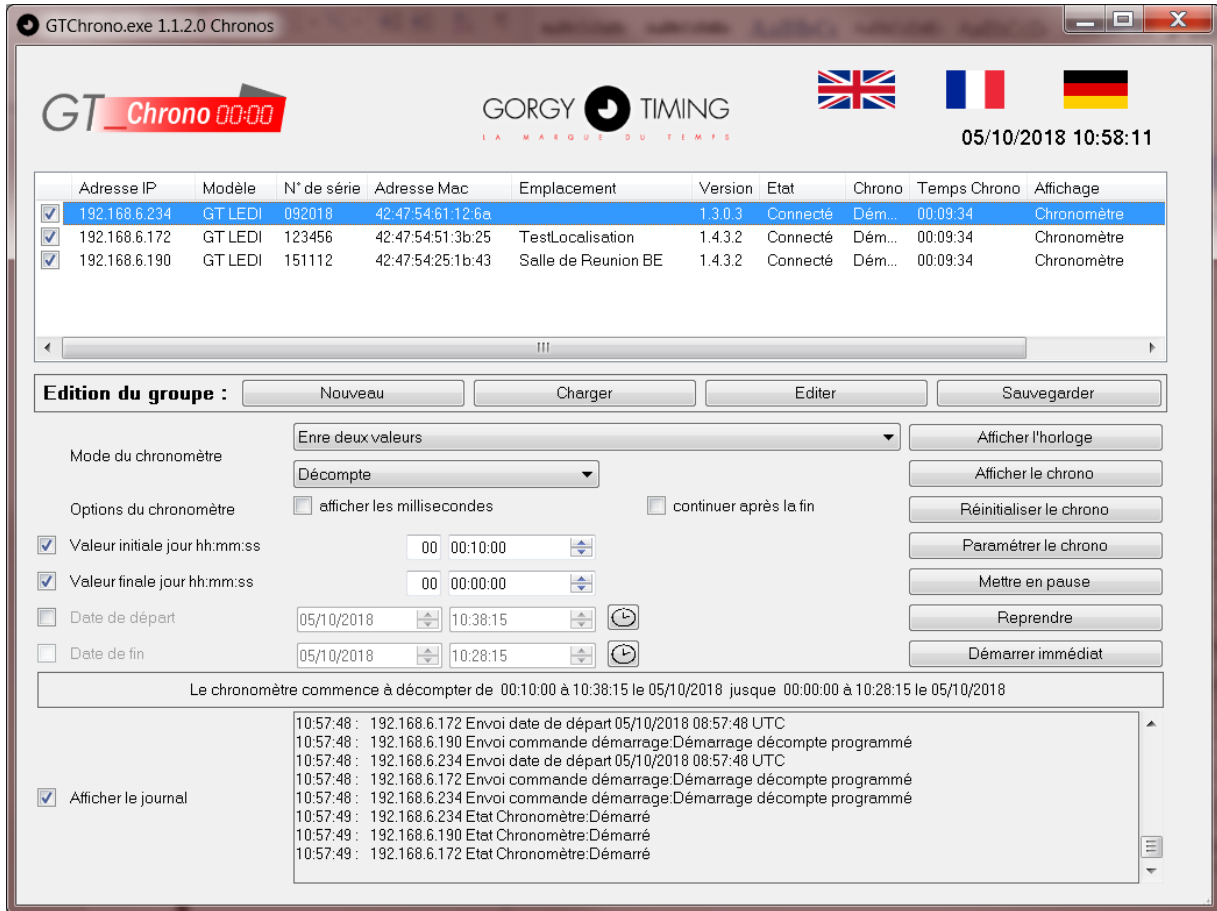 GTChrono.exe 1.1.2.0 Chronos
GT_Chrono 00:00
GORGY TIMING
LA MARQUE DU TEMPS
05/10/2018 10:58:11
Adresse IP Modèle N° de série Adresse Mac Emplacement Version Etat Chrono Temps Chrono Affichage
192.168.6.234 GT LEDI 092018 42:47:54:61:12:6a 1.3.0.3 Connecté Dém... 00:09:34 Chronomètre
192.168.6.172 GT LEDI 123456 42:47:54:51:3b:25 TestLocalisation 1.4.3.2 Connecté Dém... 00:09:34 Chronomètre
192.168.6.190 GT LEDI 151112 42:47:54:25:1b:43 Salle de Reunion BE 1.4.3.2 Connecté Dém... 00:09:34 Chronomètre
Edition du groupe : Nouveau Charger Editer Sauvegarder
Mode du chronomètre
Enre deux valeurs
Afficher l'horloge
Décompte
Afficher le chrono
Options du chronomètre afficher les millisecondes continuer après la fin Réinitialiser le chrono
Valeur initiale jour hh:mm:ss 00 00:10:00 Paramétrer le chrono
Valeur finale jour hh:mm:ss 00 00:00:00 Mettre en pause
Date de départ 05/10/2018 10:38:15 Reprendre
Date de fin 05/10/2018 10:28:15 Démarrer immédiat
Le chronomètre commence à décompter de 00:10:00 à 10:38:15 le 05/10/2018 jusque 00:00:00 à 10:28:15 le 05/10/2018
Afficher le journal
10:57:48 : 192.168.6.172 Envoi date de départ 05/10/2018 08:57:48 UTC
10:57:48 : 192.168.6.190 Envoi commande démarrage:Démarrage décompte programmé
10:57:48 : 192.168.6.234 Envoi date de départ 05/10/2018 08:57:48 UTC
10:57:48 : 192.168.6.172 Envoi commande démarrage:Démarrage décompte programmé
10:57:48 : 192.168.6.234 Envoi commande démarrage:Démarrage décompte programmé
10:57:49 : 192.168.6.234 Etat Chronomètre:Démarré
10:57:49 : 192.168.6.190 Etat Chronomètre:Démarré
10:57:49 : 192.168.6.172 Etat Chronomètre:Démarré